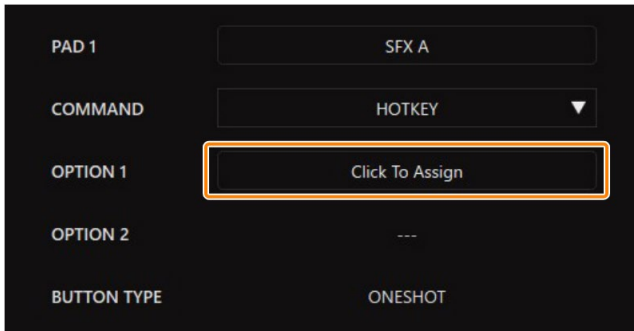 PAD 1 SFX A
COMMAND HOTKEY
OPTION 1 Click To Assign
OPTION 2 ---
BUTTON TYPE ONESHOT